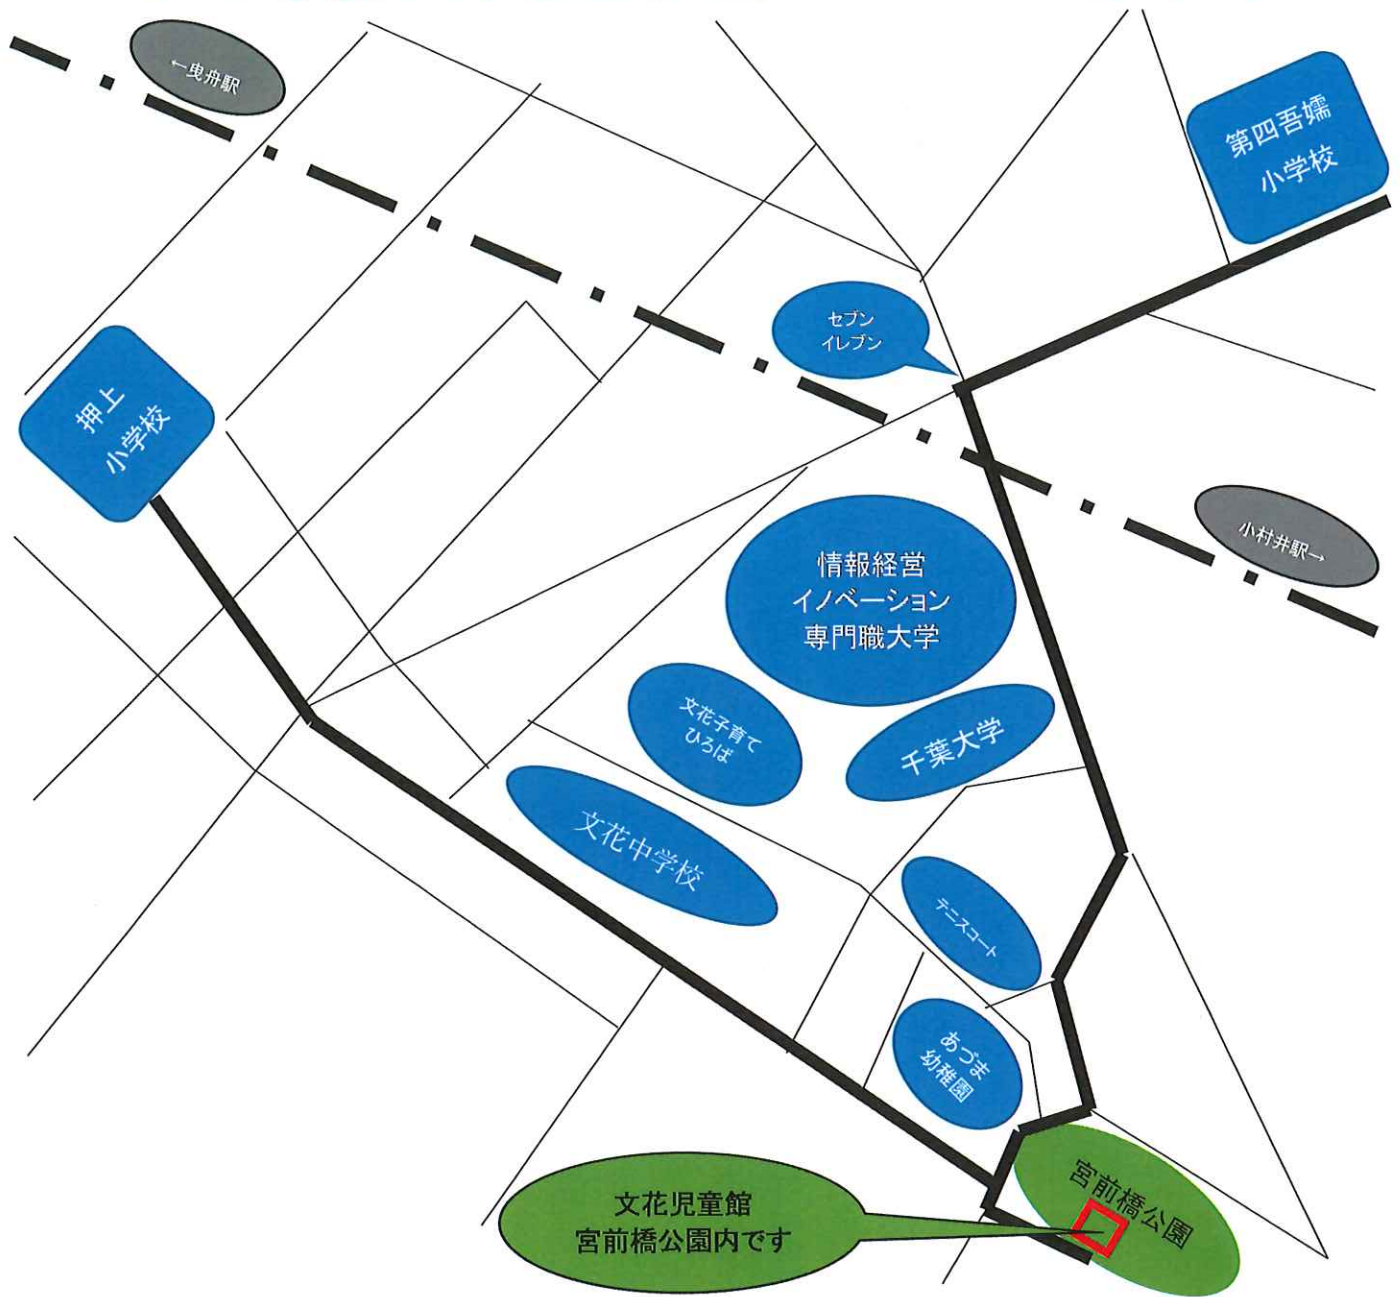 ←曳舟駅
第四吾嬬
小学校
セブン
イレブン
押上
小学校
小村井駅→
情報経営
イノベーション
専門職大学
文花子育て
ひろば
千葉大学
文花中学校
テニスコート
あづま
幼稚園
宮前橋公園
文花児童館
宮前橋公園内です